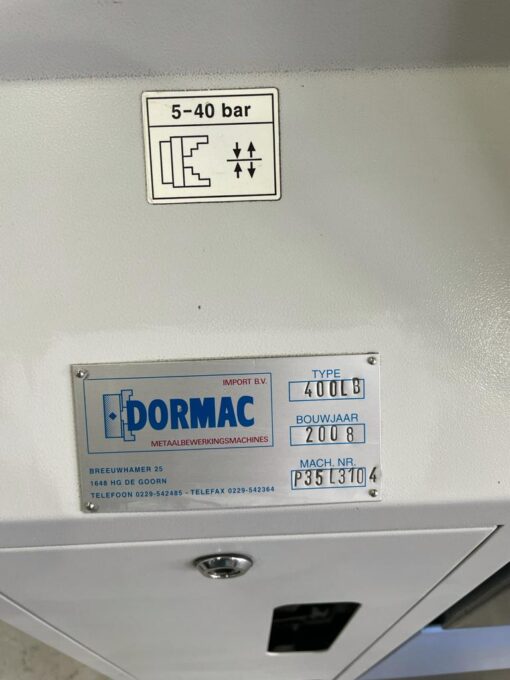 5-40 bar
IMPORT B.V.
DORMAC
METAALBEWERKINGSMACHINES
BREEUWHAMER 25
1648 HG DE GOORN
TELEFOON 0229-542485 - TELEFAX 0229-542364
TYPE
400LB
BOUWJAAR
2008
MACH. NR.
P35L3104